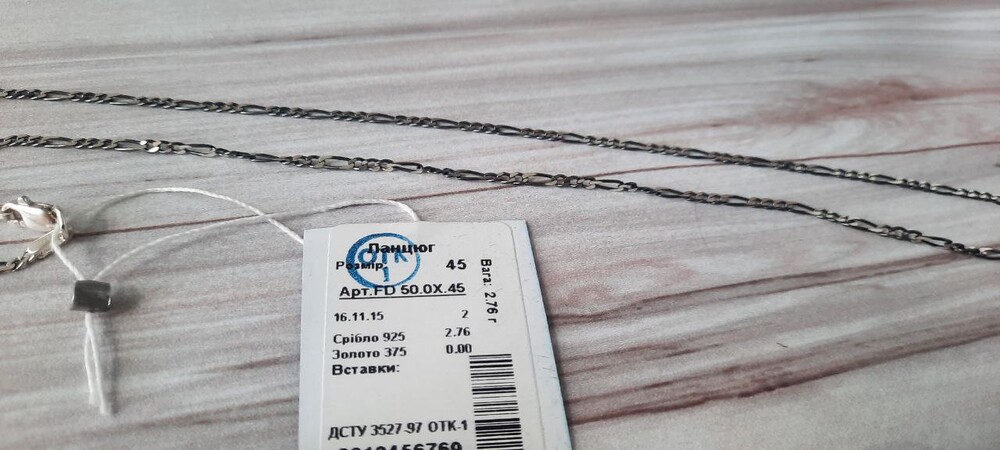 Ланцюг
ОТК
1
Розмір 45
Арт.FD 50.0X.45
16.11.15 2
Срібло 925 2.76
Золото 375 0.00
Вставки:
ДСТУ 3527-97 ОТК-1
Вага: 2.76 г